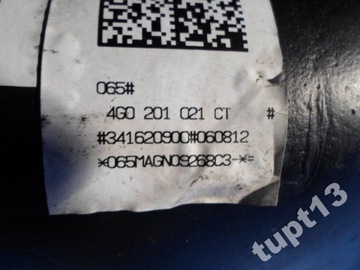 065#
4G0 201 021 CT #
#341620900#060812
*065MAGN09268C3-*=
tupt13